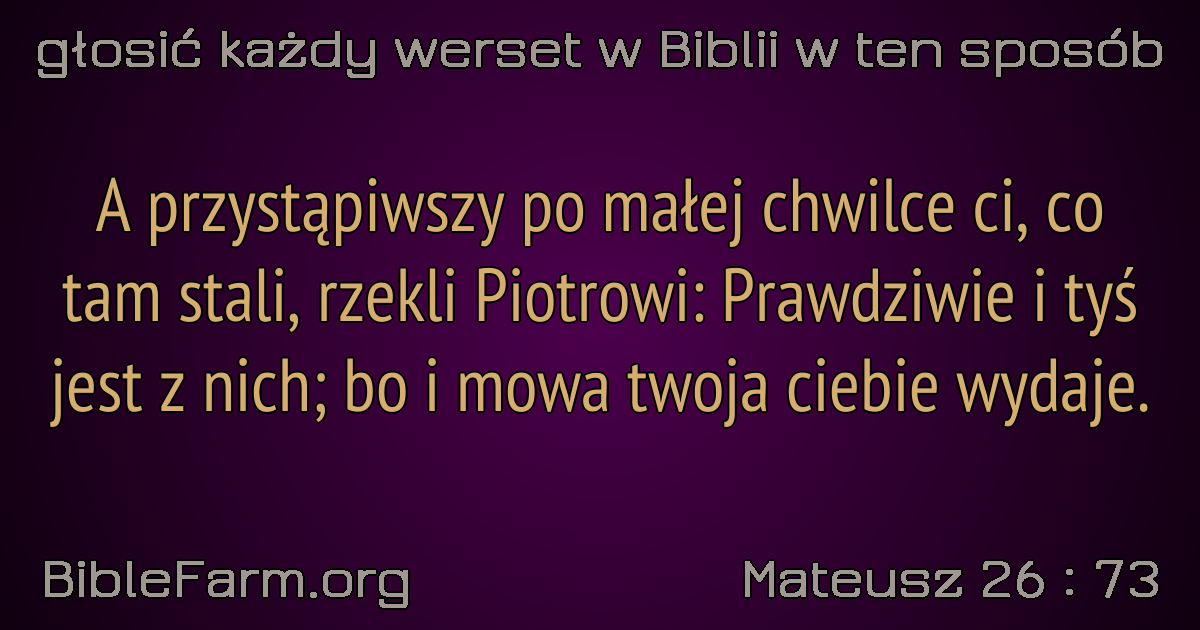 głosić każdy werset w Biblii w ten sposób
A przystąpiwszy po małej chwilce ci, co
tam stali, rzekli Piotrowi: Prawdziwie i tyś
jest z nich; bo i mowa twoja ciebie wydaje.
BibleFarm.org
Mateusz 26 : 73